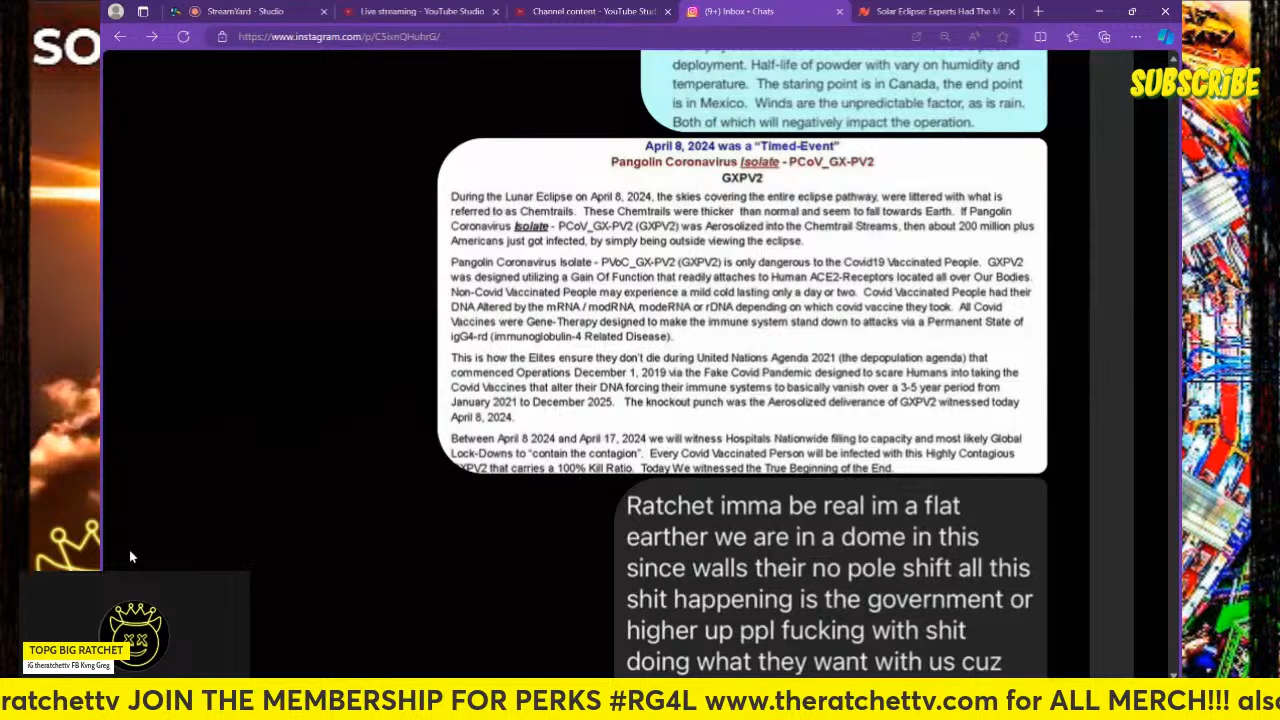 SO
StreamYard - Studio
Live streaming - YouTube Studio
Channel content - YouTube Stud
(9+) Inbox • Chats
Solar Eclipse: Experts Had The M
https://www.instagram.com/p/C5ixnQHuhrG/
SUBSCRIBE
deployment. Half-life of powder with vary on humidity and
temperature. The staring point is in Canada, the end point
is in Mexico. Winds are the unpredictable factor, as is rain.
Both of which will negatively impact the operation.
April 8, 2024 was a “Timed-Event”
Pangolin Coronavirus Isolate - PCoV_GX-PV2
GXPV2
During the Lunar Eclipse on April 8, 2024, the skies covering the entire eclipse pathway, were littered with what is
referred to as Chemtrails. These Chemtrails were thicker than normal and seem to fall towards Earth. If Pangolin
Coronavirus Isolate - PCoV_GX-PV2 (GXPV2) was Aerosolized into the Chemtrail Streams, then about 200 million plus
Americans just got infected, by simply being outside viewing the eclipse.
Pangolin Coronavirus Isolate - PVoC_GX-PV2 (GXPV2) is only dangerous to the Covid19 Vaccinated People. GXPV2
was designed utilizing a Gain Of Function that readily attaches to Human ACE2-Receptors located all over Our Bodies.
Non-Covid Vaccinated People may experience a mild cold lasting only a day or two. Covid Vaccinated People had their
DNA Altered by the mRNA / modRNA, modeRNA or rDNA depending on which covid vaccine they took. All Covid
Vaccines were Gene-Therapy designed to make the immune system stand down to attacks via a Permanent State of
igG4-rd (immunoglobulin-4 Related Disease).
This is how the Elites ensure they don't die during United Nations Agenda 2021 (the depopulation agenda) that
commenced Operations December 1, 2019 via the Fake Covid Pandemic designed to scare Humans into taking the
Covid Vaccines that alter their DNA forcing their immune systems to basically vanish over a 3-5 year period from
January 2021 to December 2025. The knockout punch was the Aerosolized deliverance of GXPV2 witnessed today
April 8, 2024.
Between April 8 2024 and April 17, 2024 we will witness Hospitals Nationwide filling to capacity and most likely Global
Lock-Downs to “contain the contagion”. Every Covid Vaccinated Person will be infected with this Highly Contagious
XPV2 that carries a 100% Kill Ratio. Today We witnessed the True Beginning of the End.
Ratchet imma be real im a flat
earther we are in a dome in this
since walls their no pole shift all this
shit happening is the government or
higher up ppl fucking with shit
doing what they want with us cuz
TOPG BIG RATCHET
iG theratchettv FB Kvng Greg
ratchettv JOIN THE MEMBERSHIP FOR PERKS #RG4L www.theratchettv.com for ALL MERCH!!! also